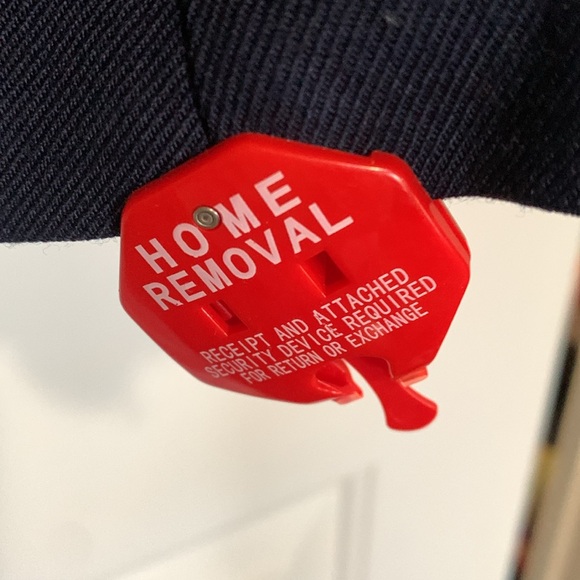 HOME
REMOVAL
RECEIPT AND ATTACHED
SECURITY DEVICE REQUIRED
FOR RETURN OR EXCHANGE